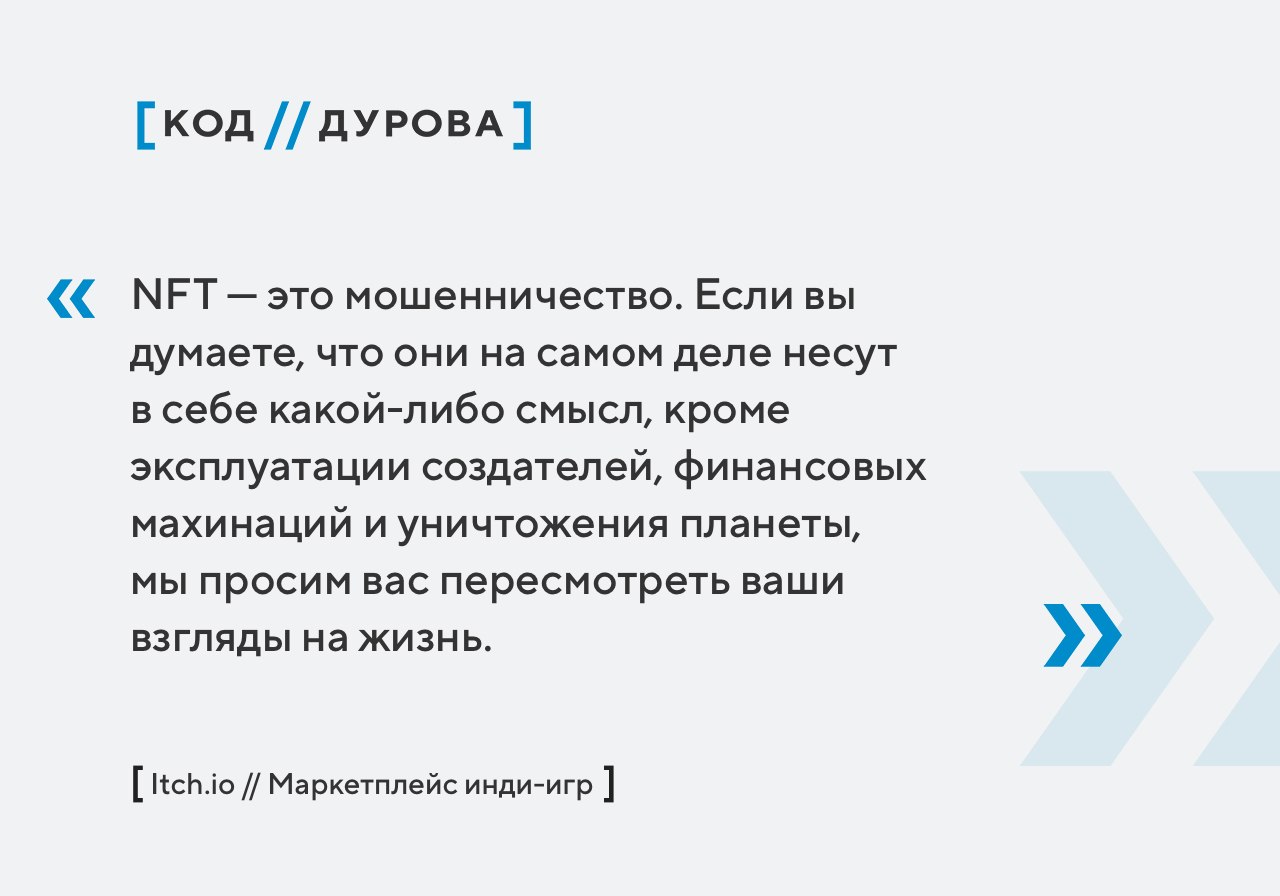 [КОД//ДУРОВА]
« NFT — это мошенничество. Если вы
думаете, что они на самом деле несут
в себе какой-либо смысл, кроме
эксплуатации создателей, финансовых
махинаций и уничтожения планеты,
мы просим вас пересмотреть ваши
взгляды на жизнь. »
[ Itch.io // Маркетплейс инди-игр ]